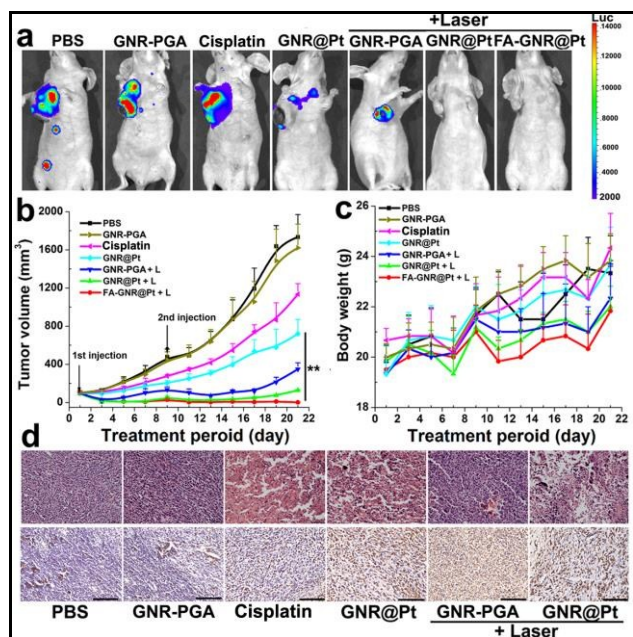 a
+Laser
Luc
PBS GNR-PGA Cisplatin GNR@Pt GNR-PGA GNR@Pt FA-GNR@Pt
14000
12000
10000
8000
6000
4000
2000
b
PBS
GNR-PGA
Cisplatin
GNR@Pt
GNR-PGA+ L
GNR@Pt + L
FA-GNR@Pt + L
2nd injection
1st injection
**
Tumor volume (mm3)
2000
1600
1200
800
400
0
0 2 4 6 8 10 12 14 16 18 20 22
Treatment peroid (day)
c
PBS
GNR-PGA
Cisplatin
GNR@Pt
GNR-PGA+ L
GNR@Pt + L
FA-GNR@Pt + L
Body weight (g)
26
24
22
20
18
0 2 4 6 8 10 12 14 16 18 20 22
Treatment peroid (day)
d
PBS GNR-PGA Cisplatin GNR@Pt GNR-PGA GNR@Pt
+ Laser